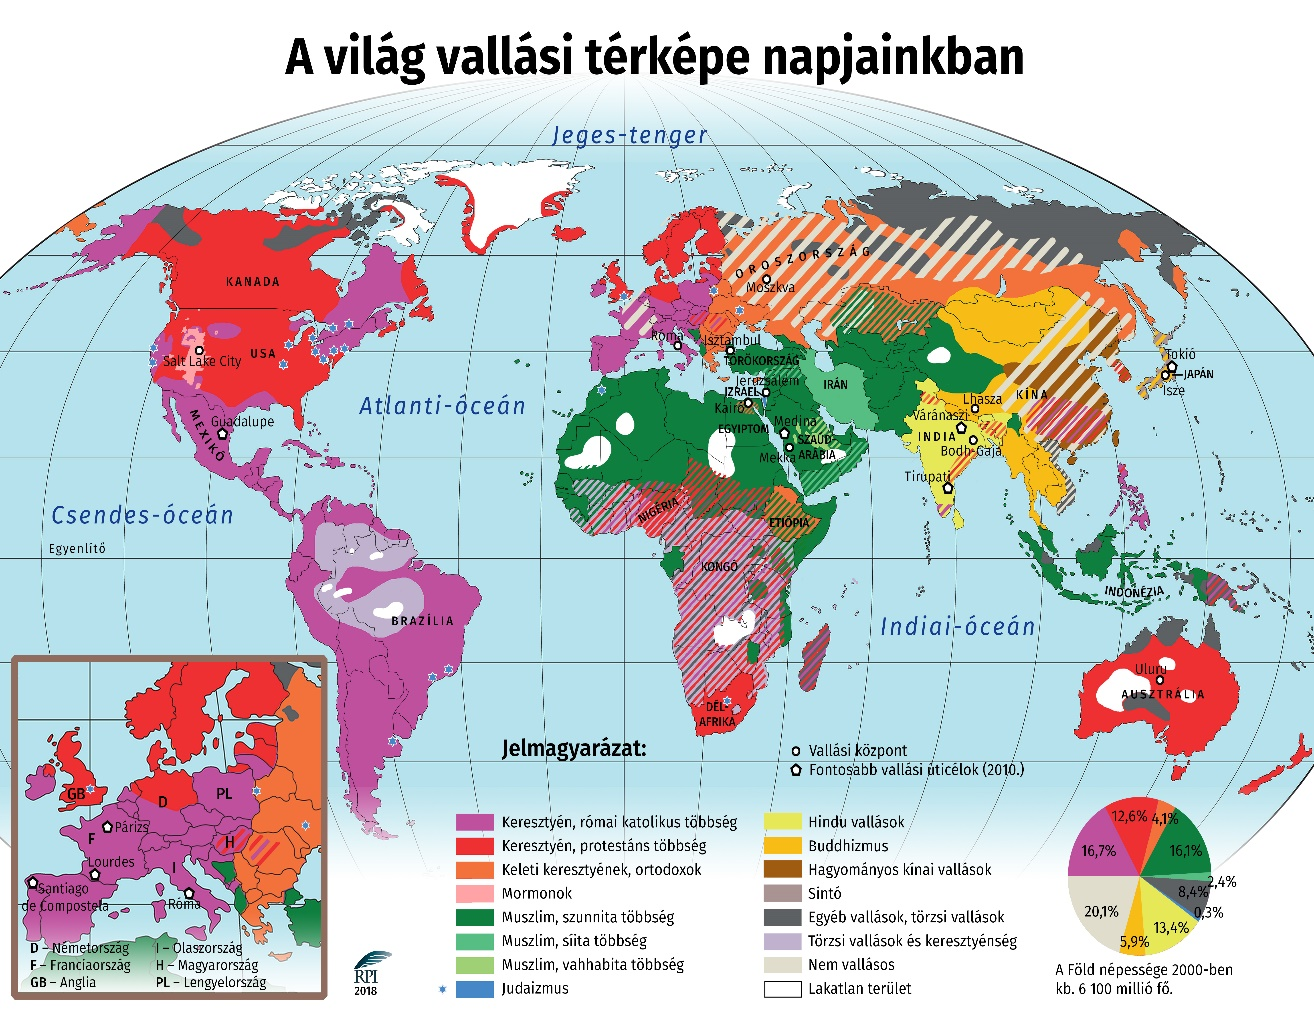 A világ vallási térképe napjainkban
Jeges-tenger
KANADA
OROSZORSZÁG
Moszkva
USA
Salt Lake City
Róma
Isztambul
TÖRÖKORSZÁG
Jeruzsálem
IZRAEL
IRÁN
Kairó
EGYIPTOM
Medina
SZAÚD-
ARÁBIA
Mekka
KÍNA
Lhásza
Váránaszi
INDIA
Bodh-Gaja
Tirupati
Tokió
JAPÁN
Isze
Atlanti-óceán
MEXIKÓ
Guadalupe
Csendes-óceán
Egyenlítő
NIGÉRIA
ETIÓPIA
KONGÓ
INDONÉZIA
BRAZÍLIA
Indiai-óceán
Uluru
AUSZTRÁLIA
DÉL-
AFRIKA
GB
D
PL
Párizs
F
H
Lourdes
I
Santiago
de Compostela
Róma
D – Németország
I – Olaszország
F – Franciaország
H – Magyarország
GB – Anglia
PL – Lengyelország
RPI
2018
Jelmagyarázat:
Vallási központ
Fontosabb vallási úticélok (2010.)
Keresztyén, római katolikus többség
Keresztyén, protestáns többség
Keleti keresztyének, ortodoxok
Mormonok
Muszlim, szunnita többség
Muszlim, síita többség
Muszlim, vahhabita többség
Judaizmus
Hindu vallások
Buddhizmus
Hagyományos kínai vallások
Sintó
Egyéb vallások, törzsi vallások
Törzsi vallások és keresztyénség
Nem vallásos
Lakatlan terület
12,6%
4,1%
16,7%
16,1%
2,4%
8,4%
0,3%
20,1%
13,4%
5,9%
A Föld népessége 2000-ben
kb. 6 100 millió fő.